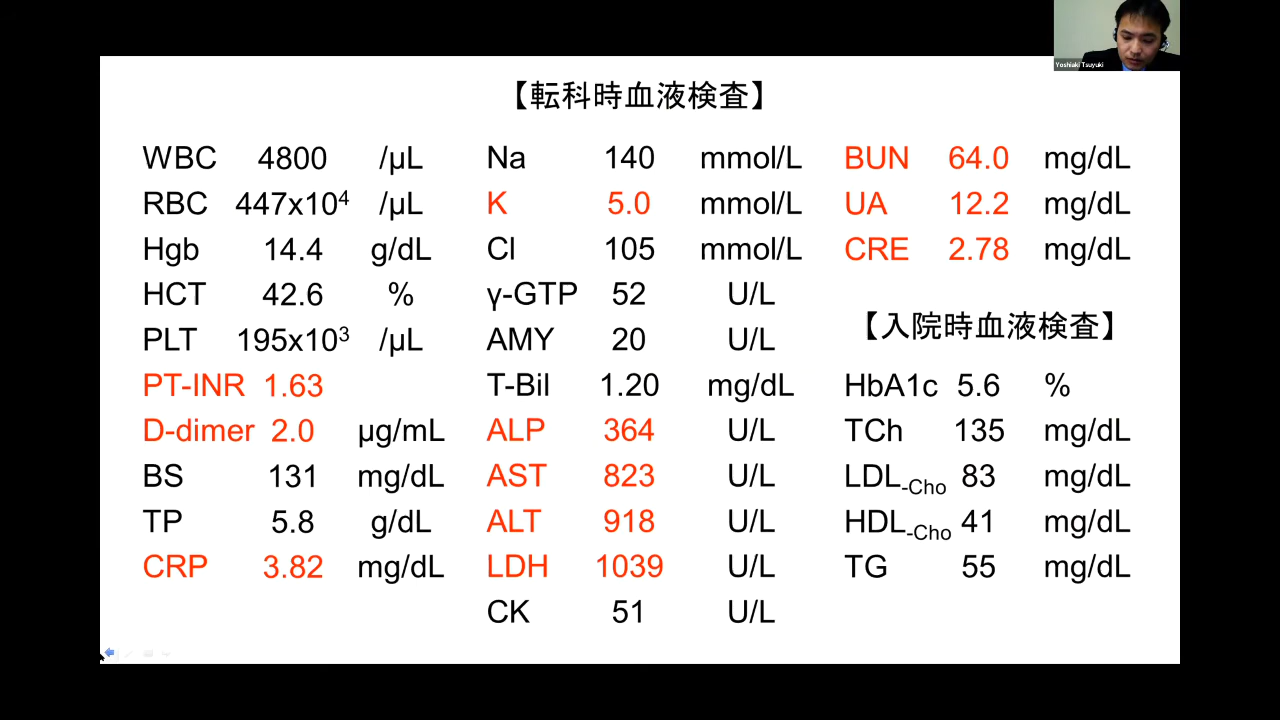 Yoshiaki Tsuyuki
【転科時血液検査】
WBC 4800 /μL
RBC 447x10⁴ /μL
Hgb 14.4 g/dL
HCT 42.6 %
PLT 195x10³ /μL
PT-INR 1.63
D-dimer 2.0 μg/mL
BS 131 mg/dL
TP 5.8 g/dL
CRP 3.82 mg/dL
Na 140 mmol/L
K 5.0 mmol/L
Cl 105 mmol/L
γ-GTP 52 U/L
AMY 20 U/L
T-Bil 1.20 mg/dL
ALP 364 U/L
AST 823 U/L
ALT 918 U/L
LDH 1039 U/L
CK 51 U/L
BUN 64.0 mg/dL
UA 12.2 mg/dL
CRE 2.78 mg/dL
【入院時血液検査】
HbA1c 5.6 %
TCh 135 mg/dL
LDL-Cho 83 mg/dL
HDL-Cho 41 mg/dL
TG 55 mg/dL